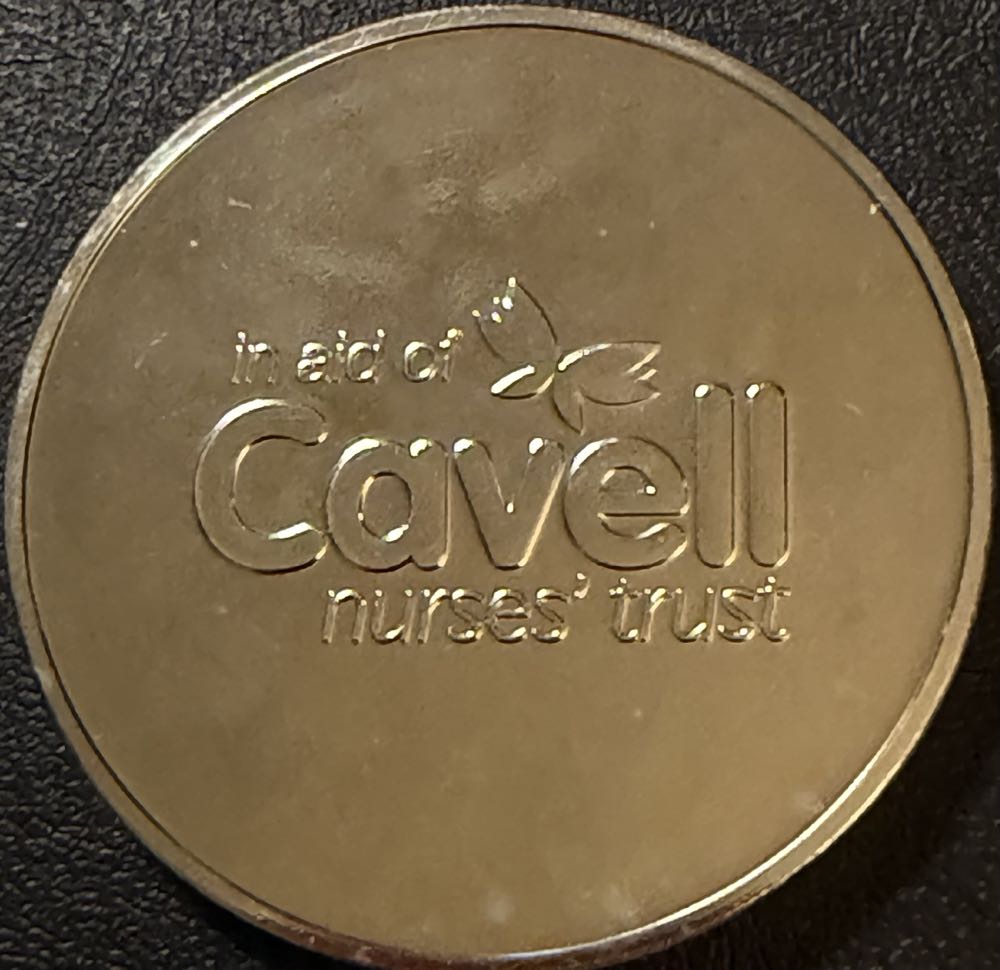 in aid of
Cavell
nurses' trust